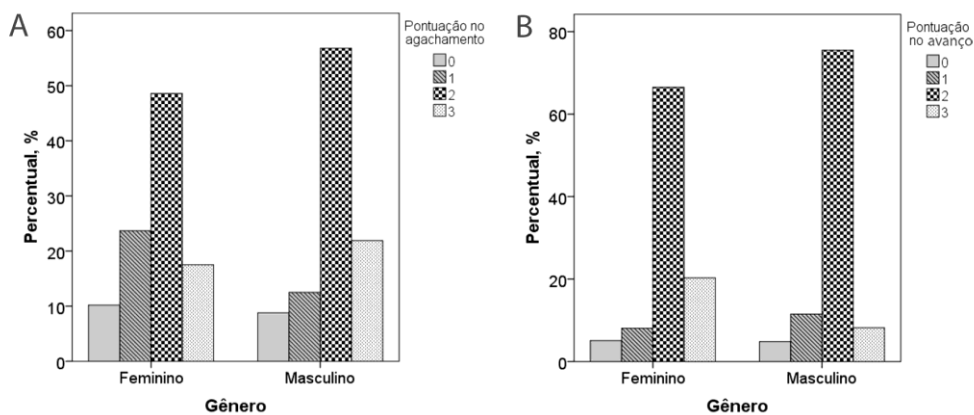 A
Percentual, %
60
50
40
30
20
10
0
Feminino
Masculino
Gênero
Pontuação no
agachamento
0
1
2
3
B
Percentual, %
80
60
40
20
0
Feminino
Masculino
Gênero
Pontuação
no avanço
0
1
2
3